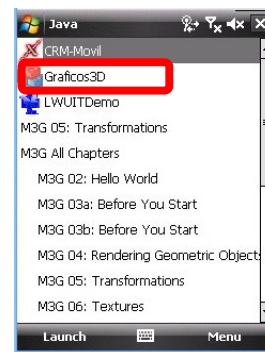 Java
CRM-Movil
Graficos3D
LWUITDemo
M3G 05: Transformations
M3G All Chapters
M3G 02: Hello World
M3G 03a: Before You Start
M3G 03b: Before You Start
M3G 04: Rendering Geometric Objects
M3G 05: Transformations
M3G 06: Textures
Launch
Menu